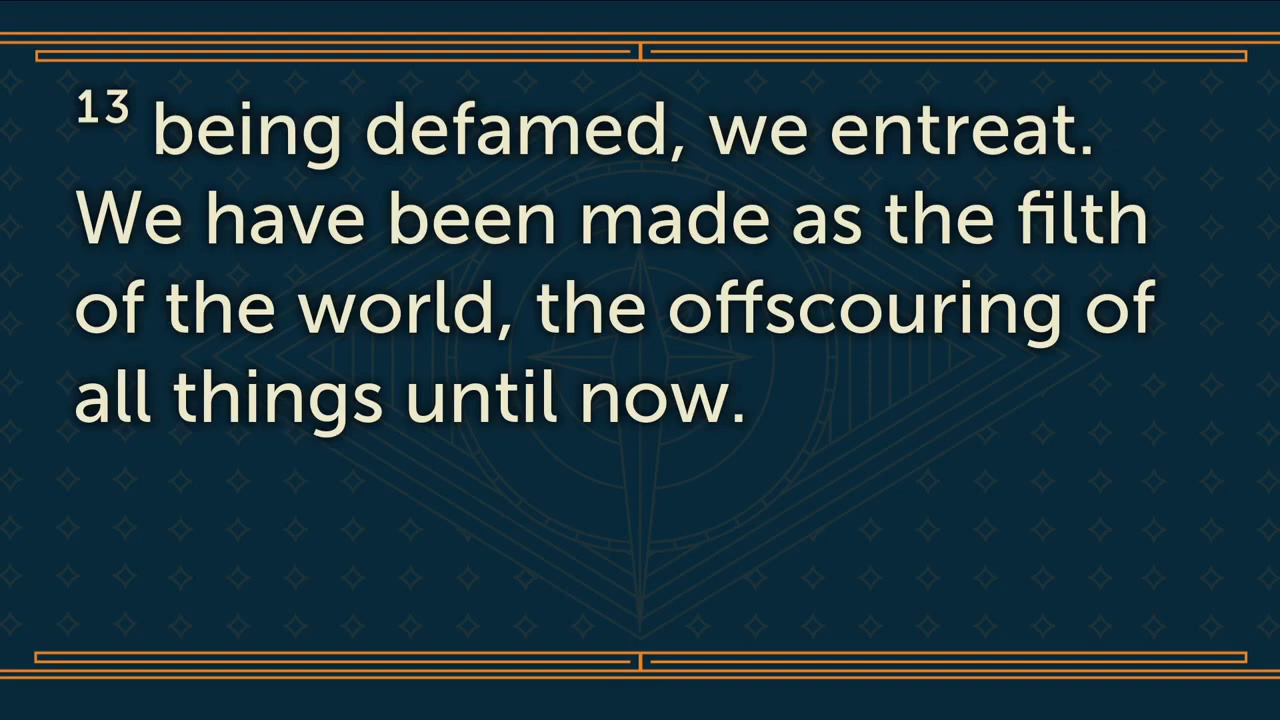 13 being defamed, we entreat.
We have been made as the filth
of the world, the offscouring of
all things until now.